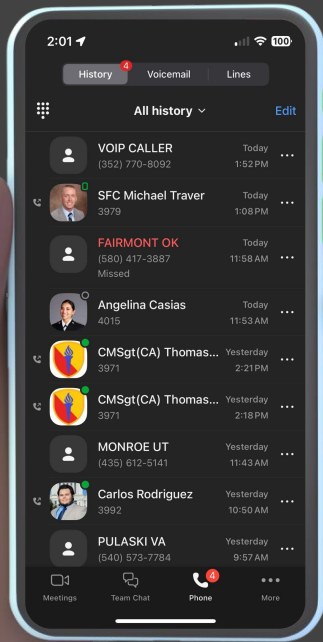 2:01
100
History
4
Voicemail
Lines
All history
Edit
VOIP CALLER
Today
(352) 770-8092
1:52 PM
SFC Michael Traver
Today
3979
1:08 PM
FAIRMONT OK
Today
(580) 417-3887
11:58 AM
Missed
Angelina Casias
Today
4015
11:53 AM
CMSgt(CA) Thomas...
Yesterday
3971
2:21 PM
CMSgt(CA) Thomas...
Yesterday
3971
2:18 PM
MONROE UT
Yesterday
(435) 612-5141
11:43 AM
Carlos Rodriguez
Yesterday
3992
10:50 AM
PULASKI VA
Yesterday
(540) 573-7784
9:57 AM
4
Meetings
Team Chat
Phone
More